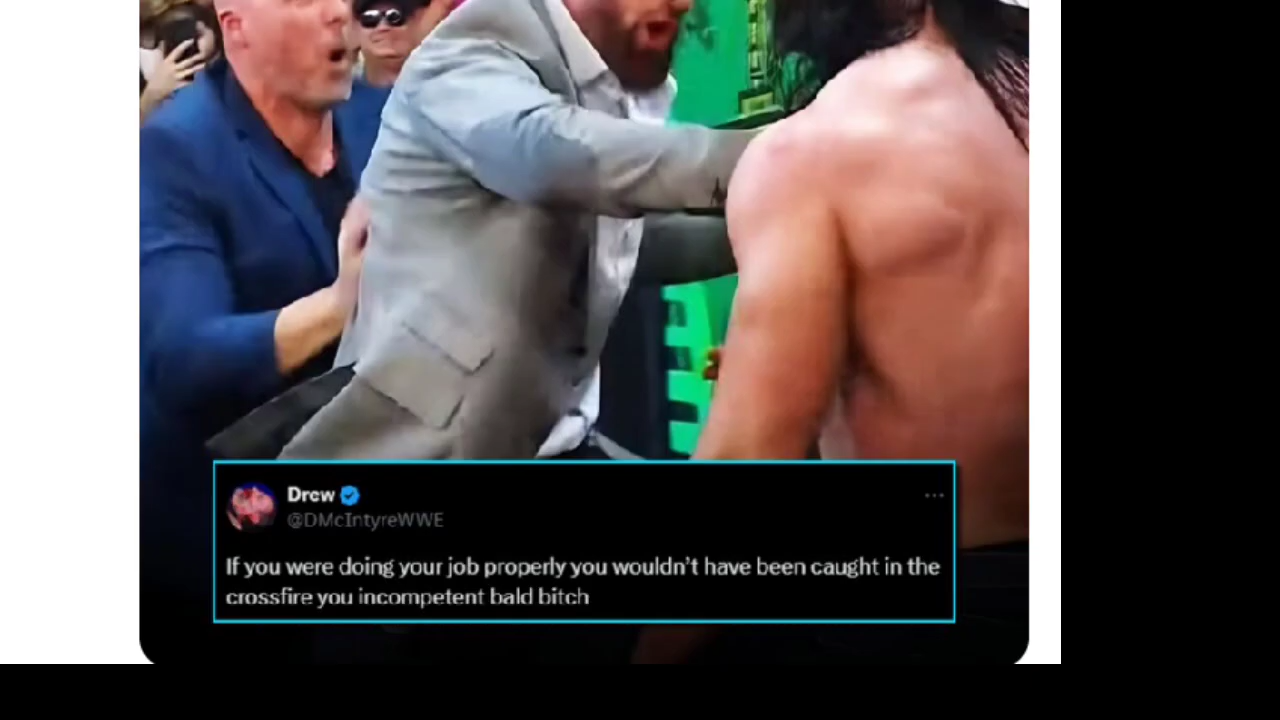 Drew
@DMcIntyreWWE
If you were doing your job properly you wouldn't have been caught in the
crossfire you incompetent bald bitch